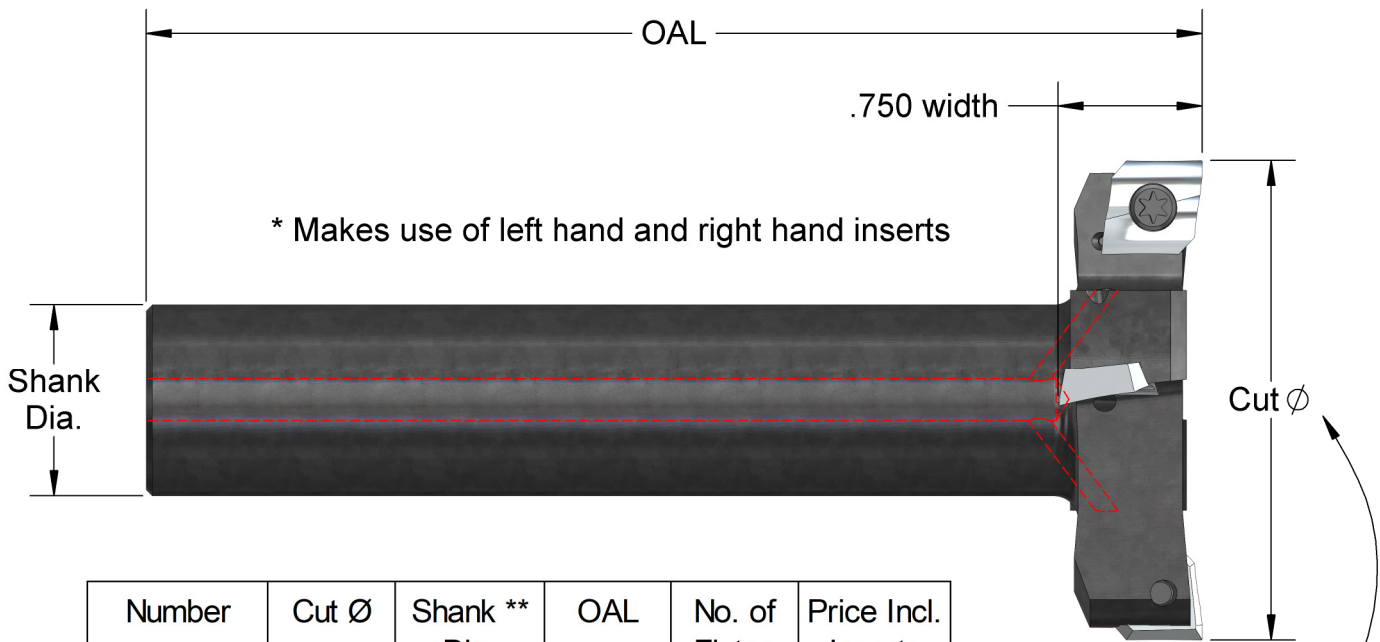 OAL
.750 width
* Makes use of left hand and right hand inserts
Shank
Dia.
Cut Ø
Number Cut Ø Shank ** OAL No. of Price Incl.